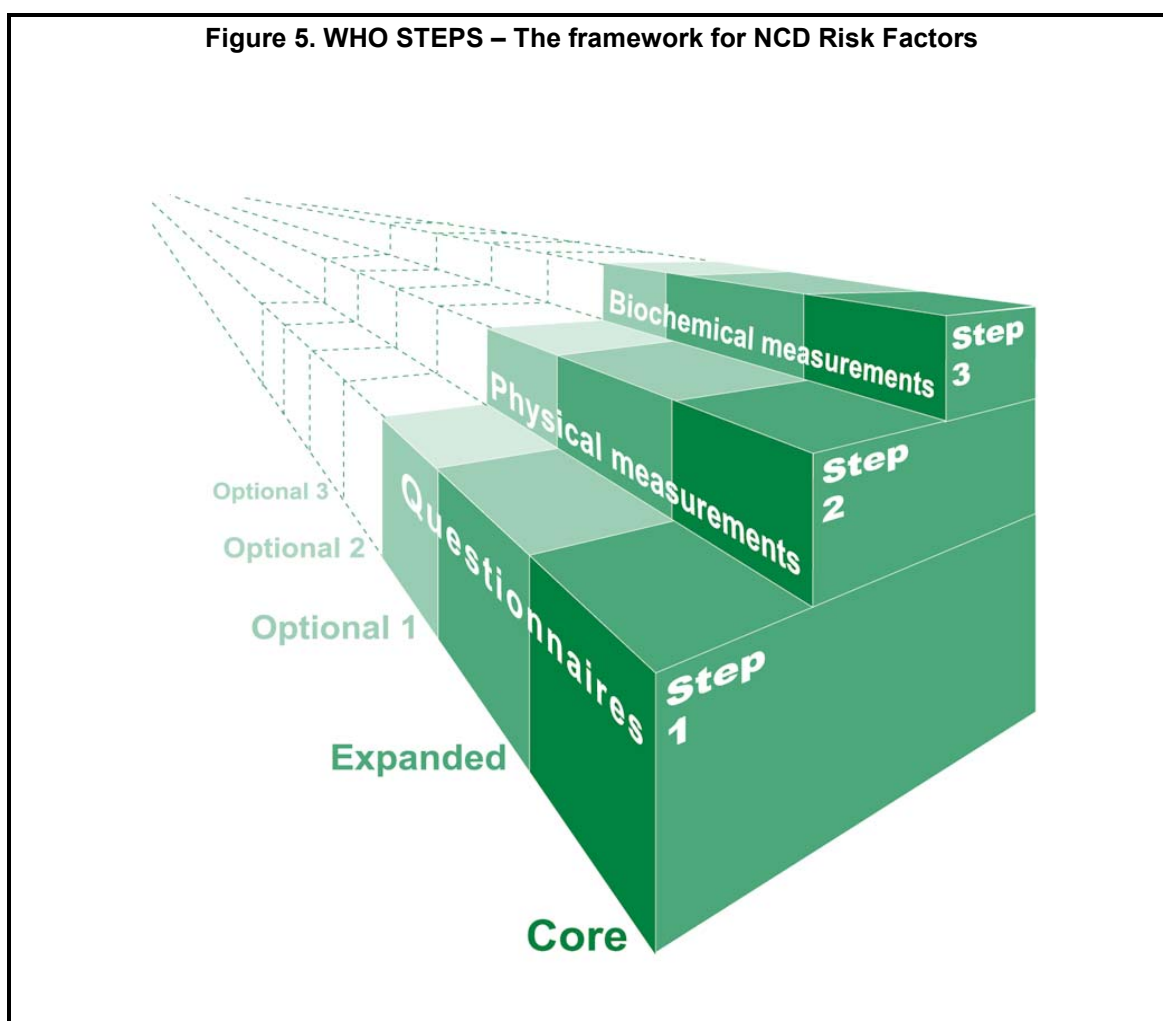 Figure 5. WHO STEPS – The framework for NCD Risk Factors
Biochemical measurements
Step
3
Physical measurements
Step
2
Questionnaires
Step
1
Optional 3
Optional 2
Optional 1
Expanded
Core